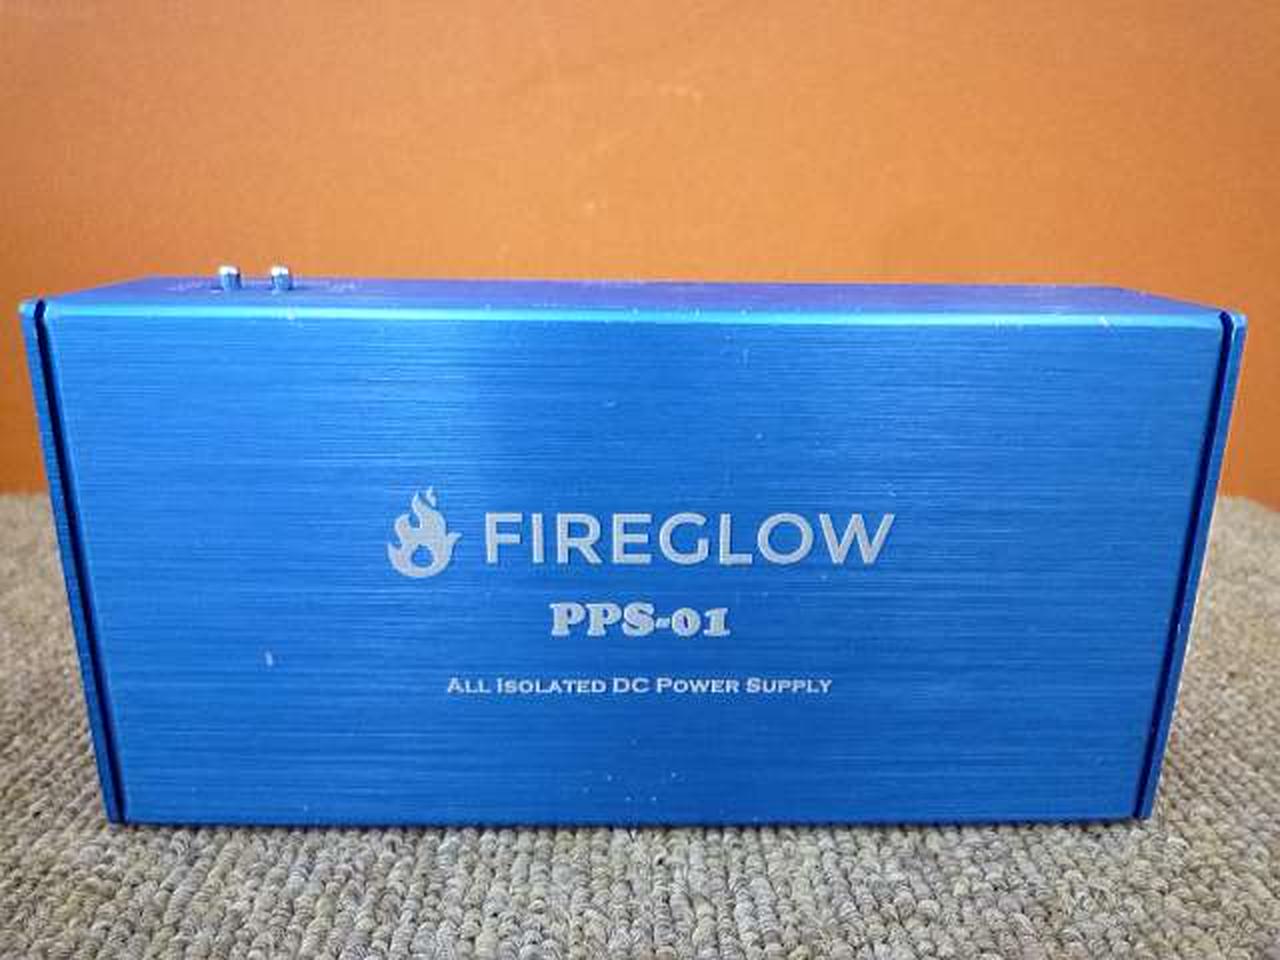 FIREGLOW
PPS-01
ALL ISOLATED DC POWER SUPPLY